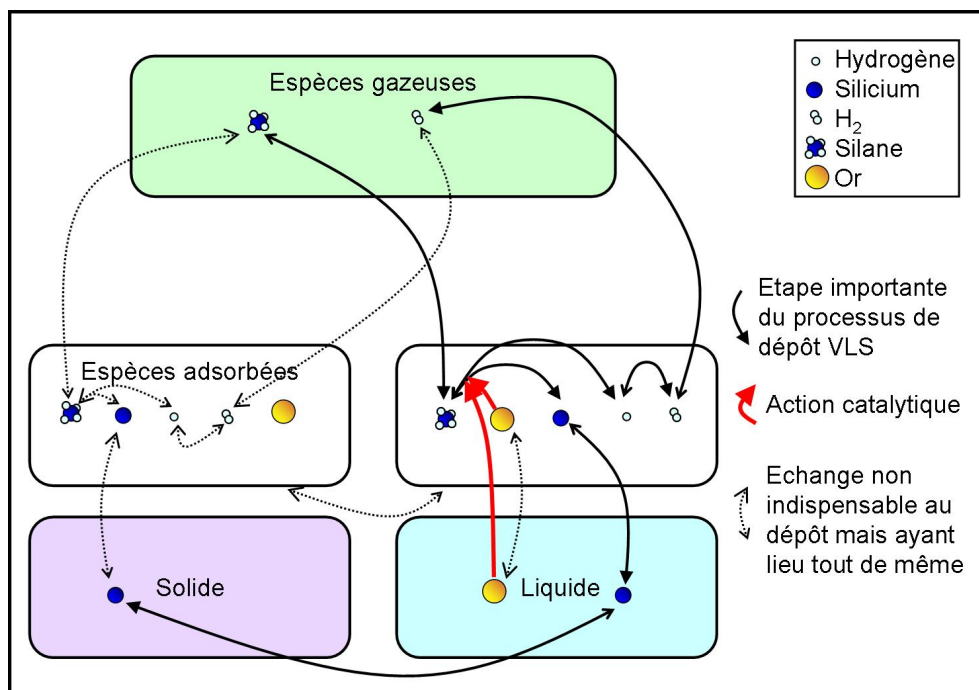 Espèces gazeuses
Hydrogène
Silicium
H2
Silane
Or
Etape importante
du processus de
dépôt VLS
Action catalytique
Echange non
indispensable au
dépôt mais ayant
lieu tout de même
Espèces adsorbées
Solide
Liquide